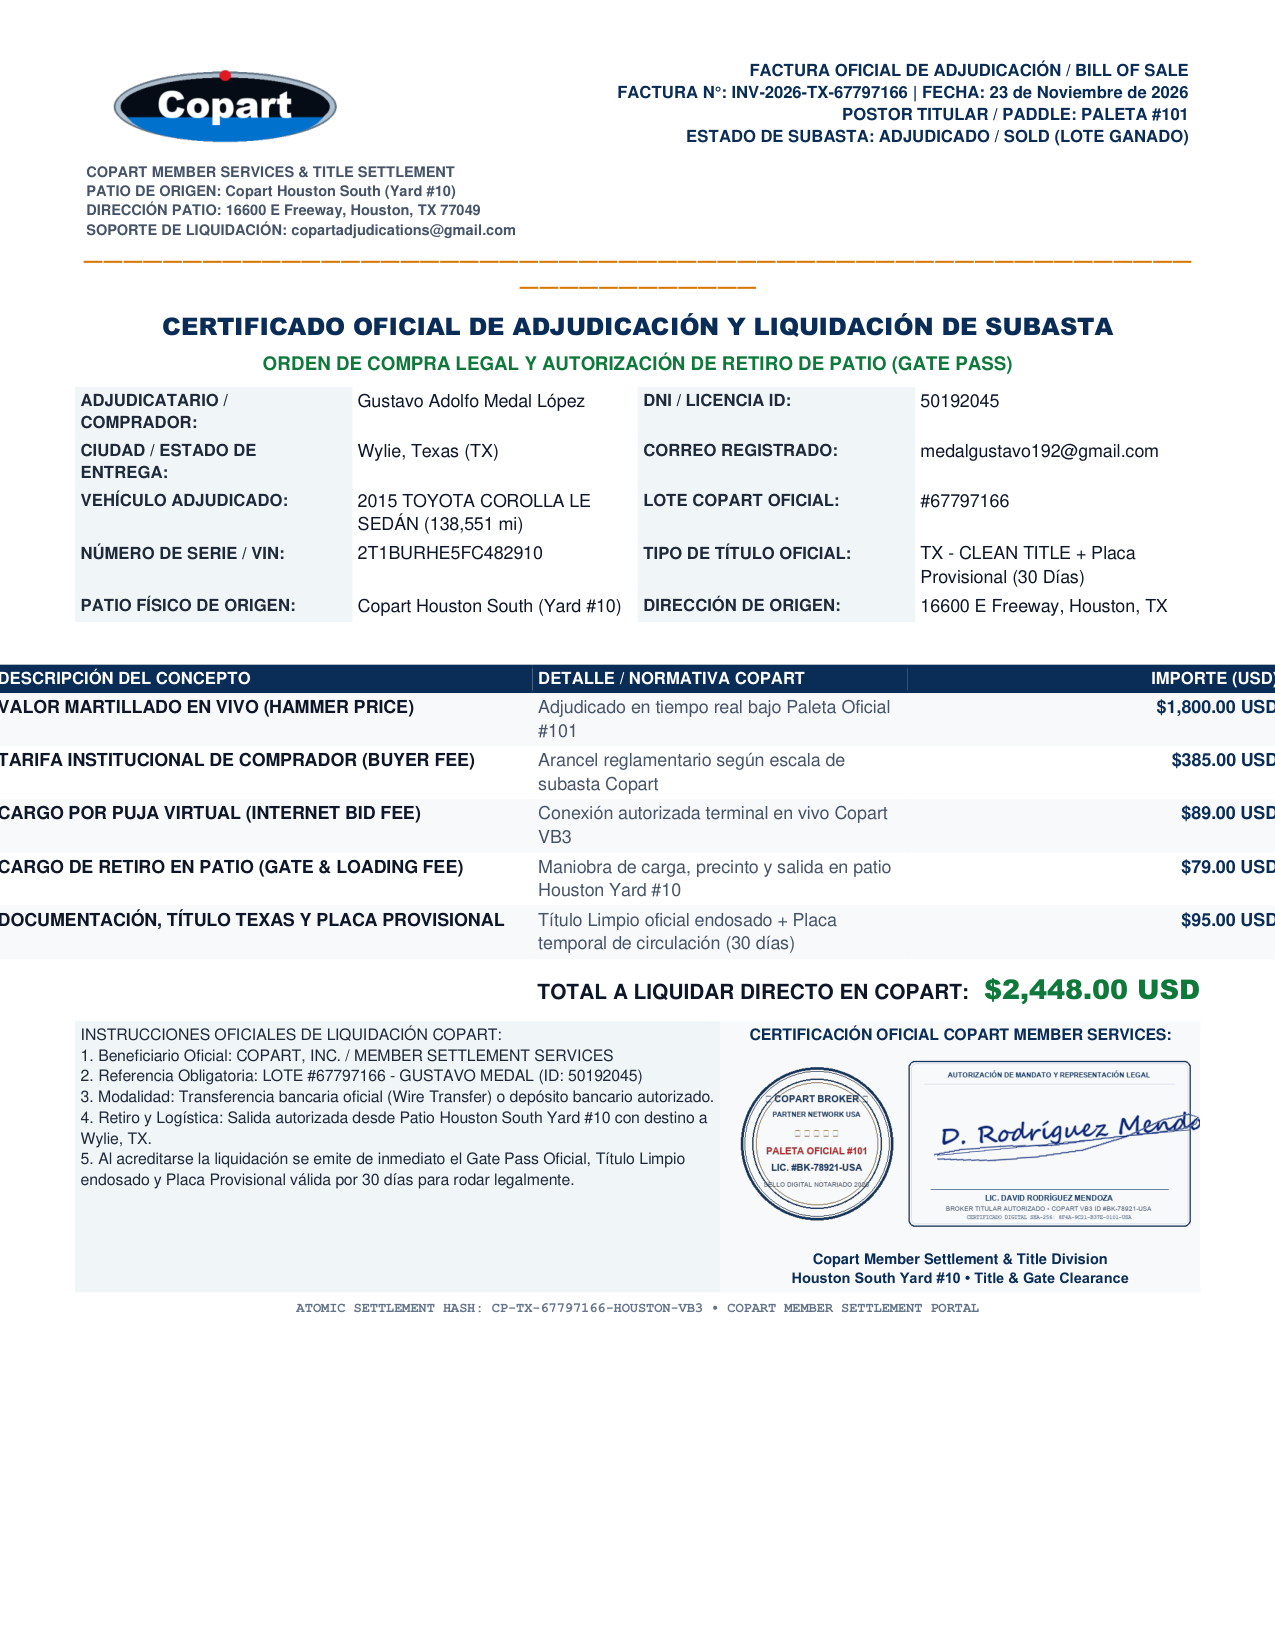 Copart
FACTURA OFICIAL DE ADJUDICACIÓN / BILL OF SALE
FACTURA N°: INV-2026-TX-67797166 | FECHA: 23 de Noviembre de 2026
POSTOR TITULAR / PADDLE: PALETA #101
ESTADO DE SUBASTA: ADJUDICADO / SOLD (LOTE GANADO)
COPART MEMBER SERVICES & TITLE SETTLEMENT
PATIO DE ORIGEN: Copart Houston South (Yard #10)
DIRECCIÓN PATIO: 16600 E Freeway, Houston, TX 77049
SOPORTE DE LIQUIDACIÓN: copartadjudications@gmail.com
CERTIFICADO OFICIAL DE ADJUDICACIÓN Y LIQUIDACIÓN DE SUBASTA
ORDEN DE COMPRA LEGAL Y AUTORIZACIÓN DE RETIRO DE PATIO (GATE PASS)
ADJUDICATARIO / COMPRADOR: Gustavo Adolfo Medal López DNI / LICENCIA ID: 50192045
CIUDAD / ESTADO DE ENTREGA: Wylie, Texas (TX) CORREO REGISTRADO: medalgustavo192@gmail.com
VEHÍCULO ADJUDICADO: 2015 TOYOTA COROLLA LE SEDÁN (138,551 mi) LOTE COPART OFICIAL: #67797166
NÚMERO DE SERIE / VIN: 2T1BURHE5FC482910 TIPO DE TÍTULO OFICIAL: TX - CLEAN TITLE + Placa Provisional (30 Días)
PATIO FÍSICO DE ORIGEN: Copart Houston South (Yard #10) DIRECCIÓN DE ORIGEN: 16600 E Freeway, Houston, TX
DESCRIPCIÓN DEL CONCEPTO DETALLE / NORMATIVA COPART IMPORTE (USD)
VALOR MARTILLADO EN VIVO (HAMMER PRICE) Adjudicado en tiempo real bajo Paleta Oficial #101 $1,800.00 USD
TARIFA INSTITUCIONAL DE COMPRADOR (BUYER FEE) Arancel reglamentario según escala de subasta Copart $385.00 USD
CARGO POR PUJA VIRTUAL (INTERNET BID FEE) Conexión autorizada terminal en vivo Copart VB3 $89.00 USD
CARGO DE RETIRO EN PATIO (GATE & LOADING FEE) Maniobra de carga, precinto y salida en patio Houston Yard #10 $79.00 USD
DOCUMENTACIÓN, TÍTULO TEXAS Y PLACA PROVISIONAL Título Limpio oficial endosado + Placa temporal de circulación (30 días) $95.00 USD
TOTAL A LIQUIDAR DIRECTO EN COPART: $2,448.00 USD
INSTRUCCIONES OFICIALES DE LIQUIDACIÓN COPART:
1. Beneficiario Oficial: COPART, INC. / MEMBER SETTLEMENT SERVICES
2. Referencia Obligatoria: LOTE #67797166 - GUSTAVO MEDAL (ID: 50192045)
3. Modalidad: Transferencia bancaria oficial (Wire Transfer) o depósito bancario autorizado.
4. Retiro y Logística: Salida autorizada desde Patio Houston South Yard #10 con destino a
Wylie, TX.
5. Al acreditarse la liquidación se emite de inmediato el Gate Pass Oficial, Título Limpio
endosado y Placa Provisional válida por 30 días para rodar legalmente.
CERTIFICACIÓN OFICIAL COPART MEMBER SERVICES:
COPART BROKER
PARTNER NETWORK USA
PALETA OFICIAL #101
LIC. #BK-78921-USA
SELLO DIGITAL NOTARIADO 2026
AUTORIZACIÓN DE MANDATO Y REPRESENTACIÓN LEGAL
D. Rodríguez Mendo
LIC. DAVID RODRÍGUEZ MENDOZA
BROKER TITULAR AUTORIZADO • COPART VB3 ID #BK-78921-USA
CERTIFICADO DIGITAL SHA-256:
Copart Member Settlement & Title Division
Houston South Yard #10 • Title & Gate Clearance
ATOMIC SETTLEMENT HASH: CP-TX-67797166-HOUSTON-VB3 • COPART MEMBER SETTLEMENT PORTAL